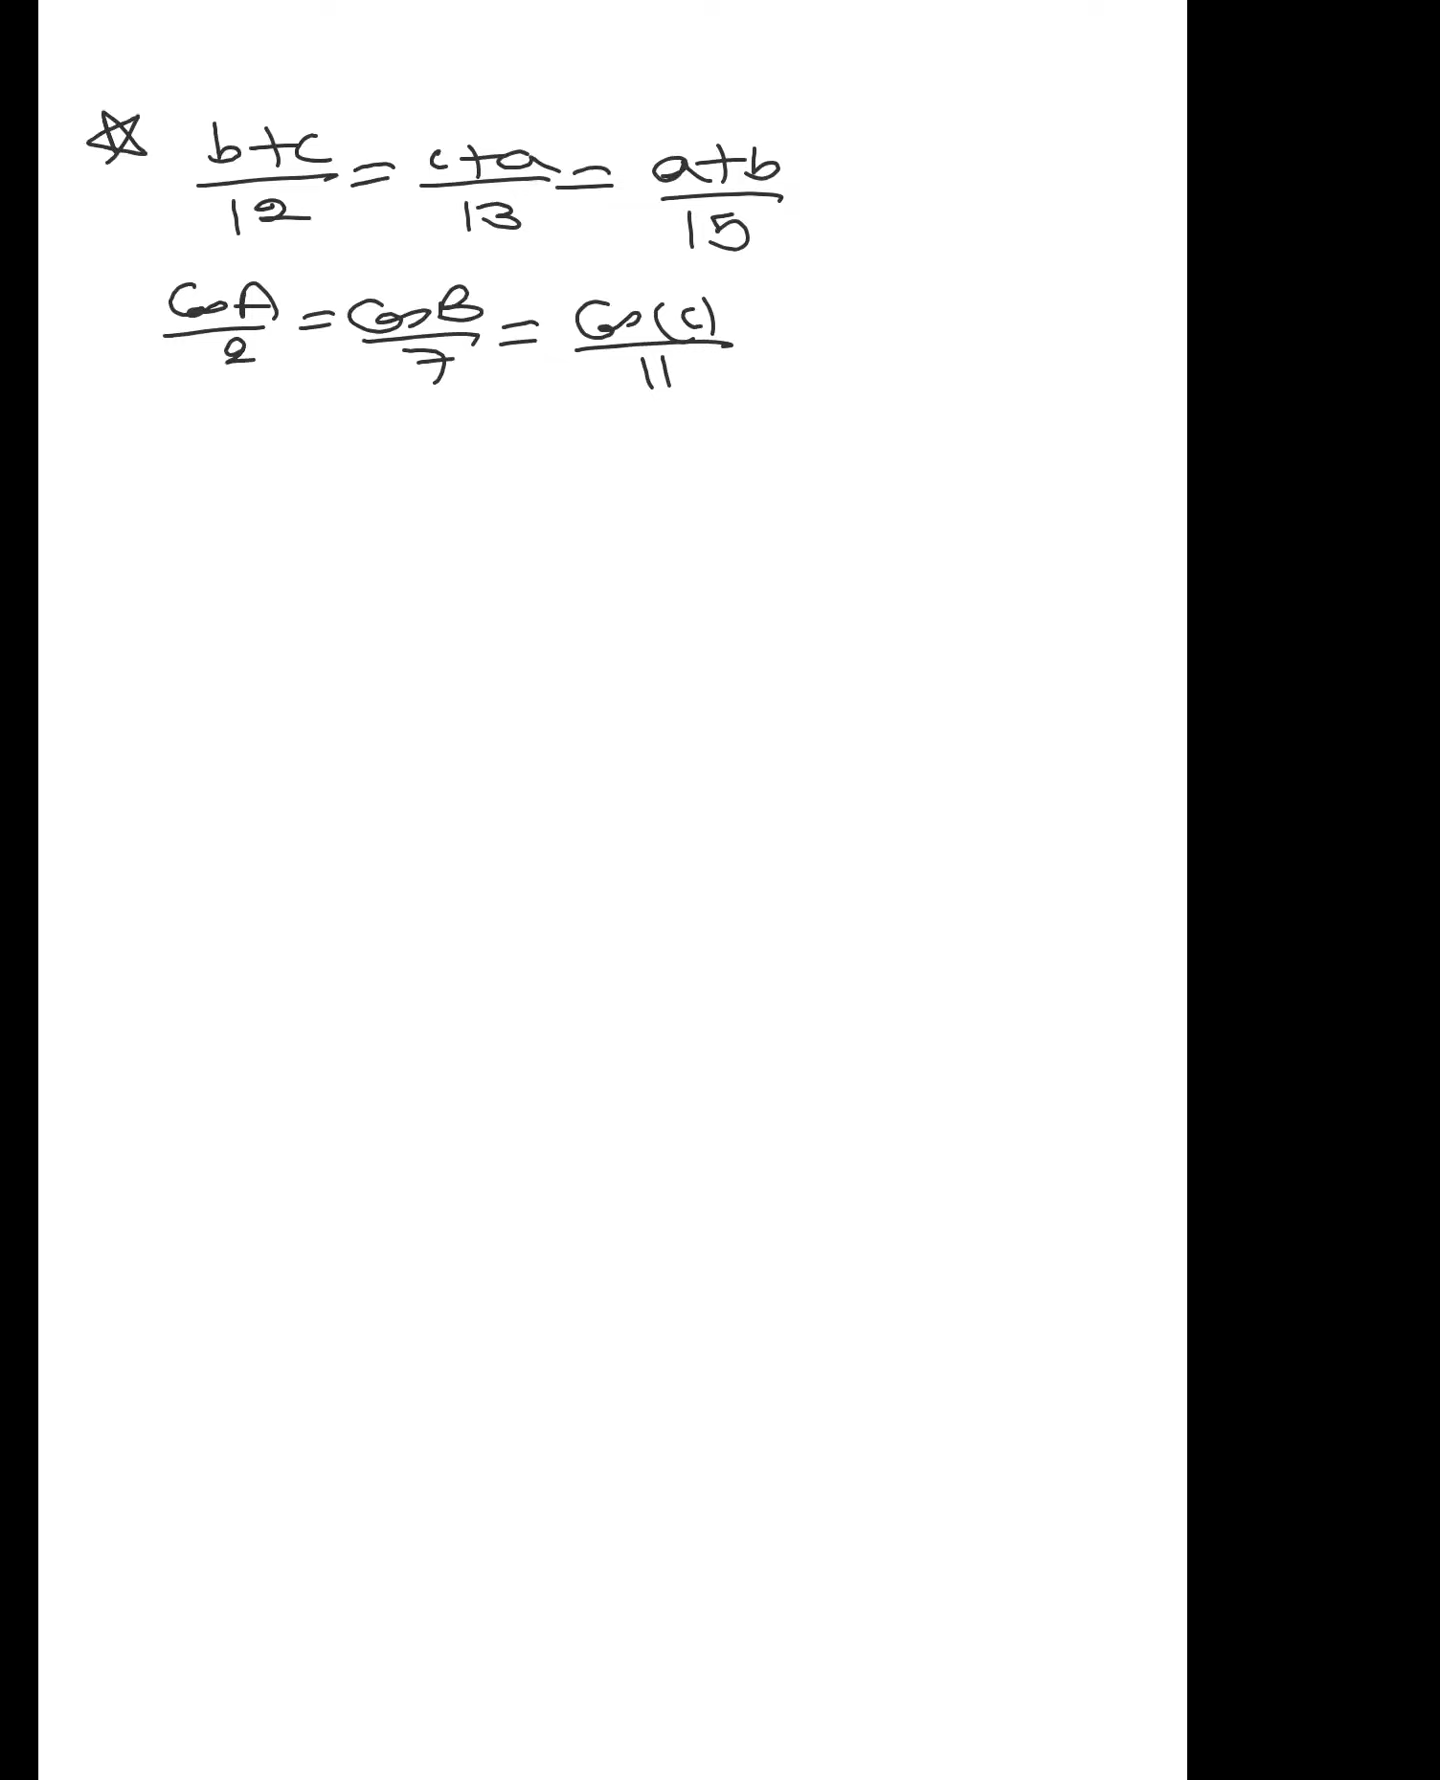 ☆ b+c/12 = c+a/13 = a+b/15
CosA/2 = CosB/7 = Cos(c)/11